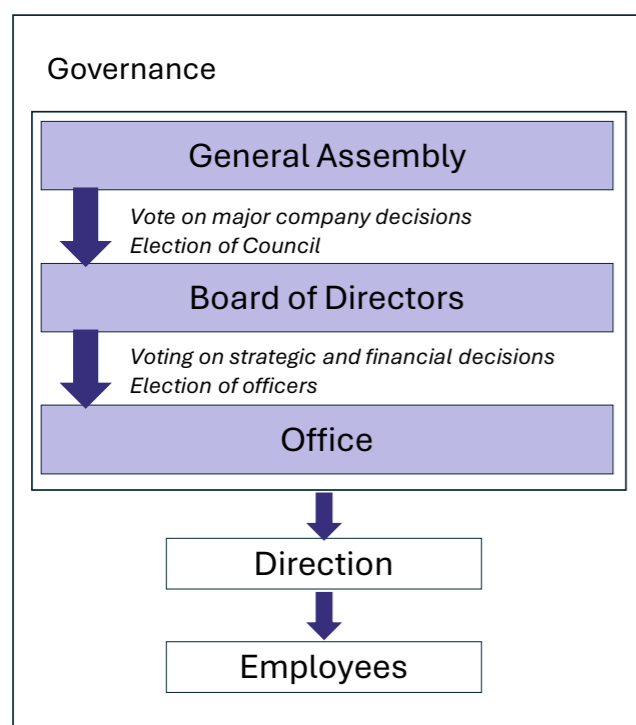 Governance
General Assembly
Vote on major company decisions
Election of Council
Board of Directors
Voting on strategic and financial decisions
Election of officers
Office
Direction
Employees